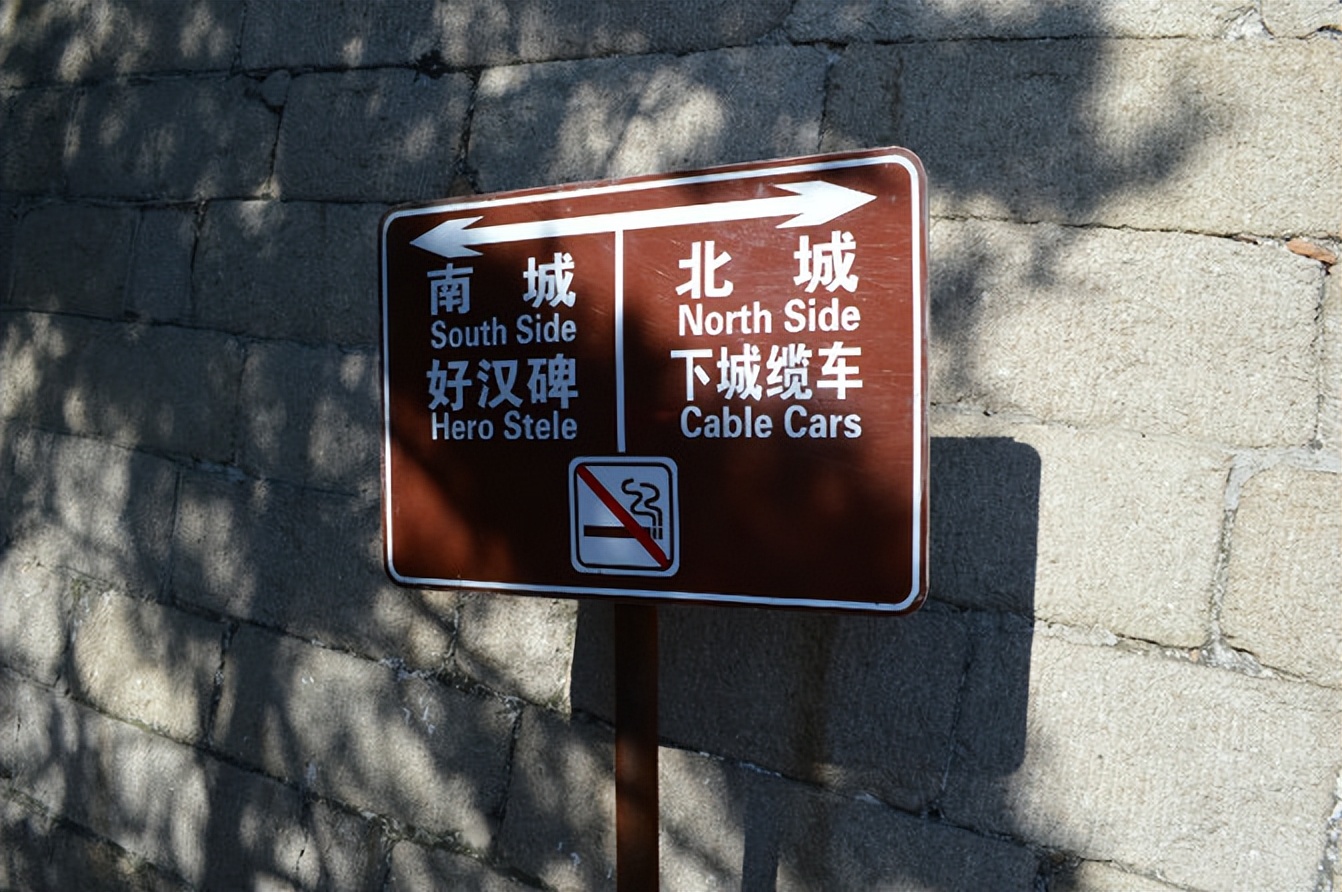 南 城
South Side
好汉碑
Hero Stele
北 城
North Side
下城缆车
Cable Cars